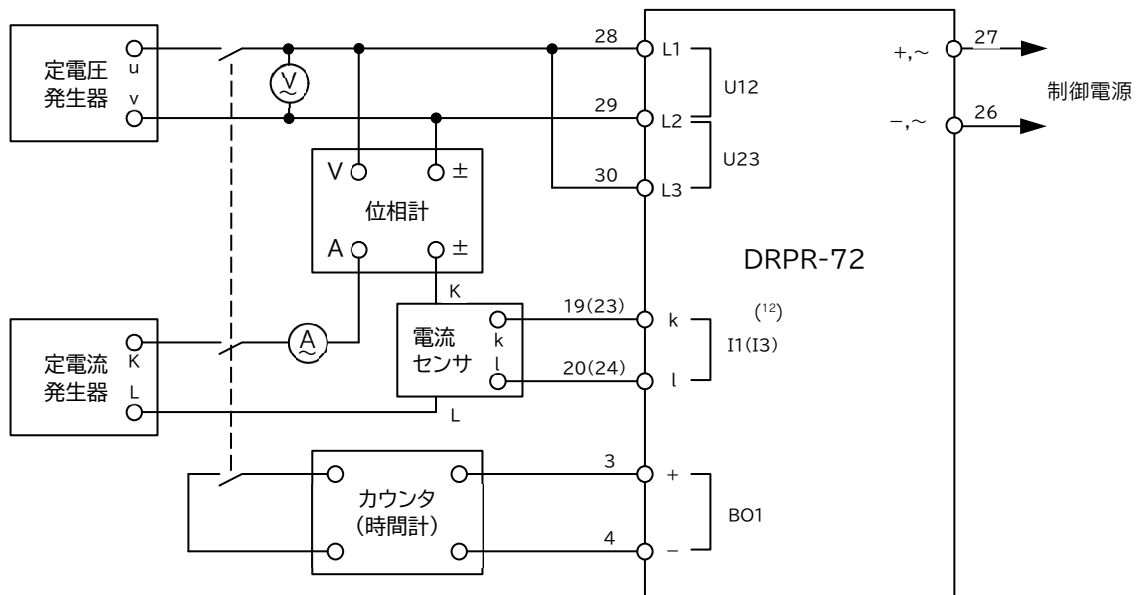 定電圧
発生器
u
v
V
28
L1
29
L2
30
L3
U12
U23
+,~
27
−,~
26
制御電源
V
±
位相計
A
±
DRPR-72
定電流
発生器
K
L
A
K
電流
センサ
k
l
L
19(23)
k
20(24)
l
(12)
I1(I3)
カウンタ
(時間計)
3
+
4
−
BO1